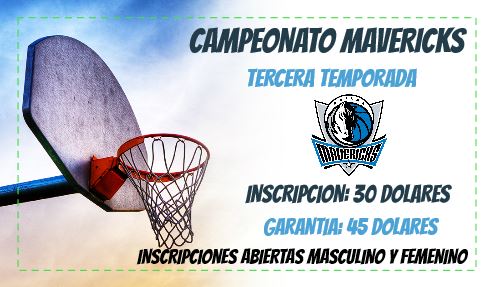 CAMPEONATO MAVERICKS
TERCERA TEMPORADA
MAVERICKS
INSCRIPCION: 30 DOLARES
GARANTIA: 45 DOLARES
INSCRIPCIONES ABIERTAS MASCULINO Y FEMENINO